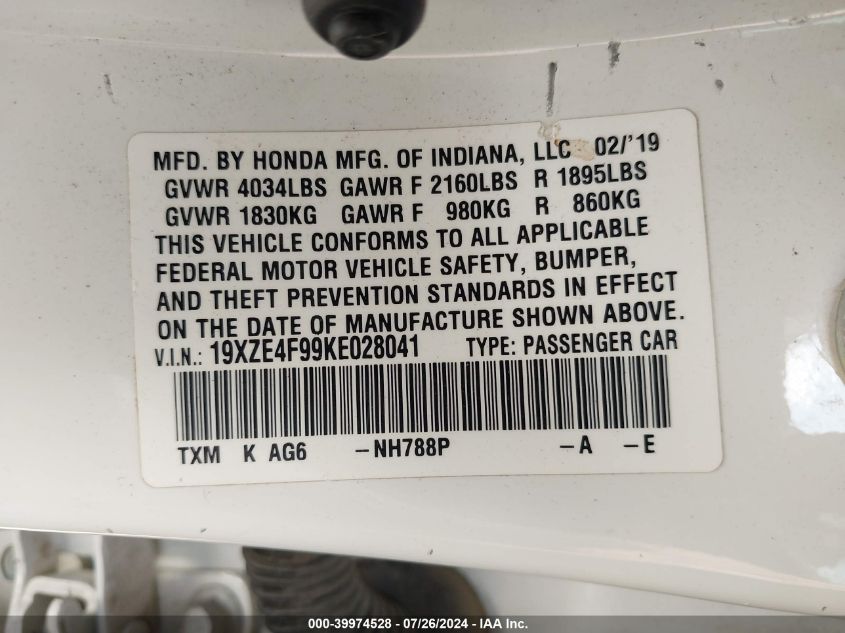 MFD. BY HONDA MFG. OF INDIANA, LLC 02/'19
GVWR 4034LBS GAWR F 2160LBS R 1895LBS
GVWR 1830KG GAWR F 980KG R 860KG
THIS VEHICLE CONFORMS TO ALL APPLICABLE
FEDERAL MOTOR VEHICLE SAFETY, BUMPER,
AND THEFT PREVENTION STANDARDS IN EFFECT
ON THE DATE OF MANUFACTURE SHOWN ABOVE.
V.I.N.: 19XZE4F99KE028041 TYPE: PASSENGER CAR
TXM K AG6 -NH788P -A -E
000-39974528 - 07/26/2024 - IAA Inc.